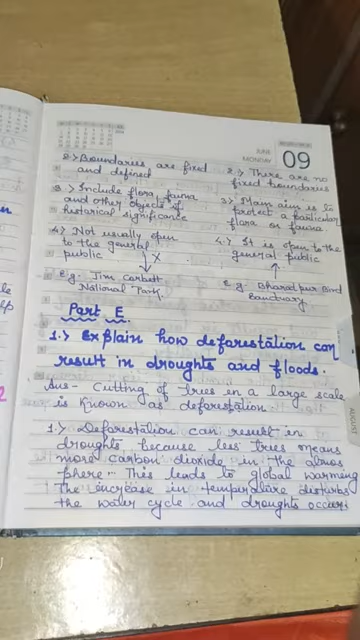 JUNE
MONDAY
09
2.) Boundaries are fixed
and defined
3.) Include flora, fauna
and other objects of
historical significance
4.) Not usually open
to the general
public
E.g: Jim Corbett
National Park.
2.) There are no
fixed boundaries
3.) Main aim is to
protect a particular
flora or fauna
4.) It is open to the
general public
E.g: Bharatpur Bird
Sanctuary
Part E
1.) Explain how deforestation can
result in droughts and floods.
Ans- Cutting of trees in a large scale
is known as deforestation
1.) Deforestation can result in
droughts because less trees means
more carbon dioxide in the atmos
phere. This leads to global warming
The increase in temperature disturbs
the water cycle and droughts occurs
AUGUST